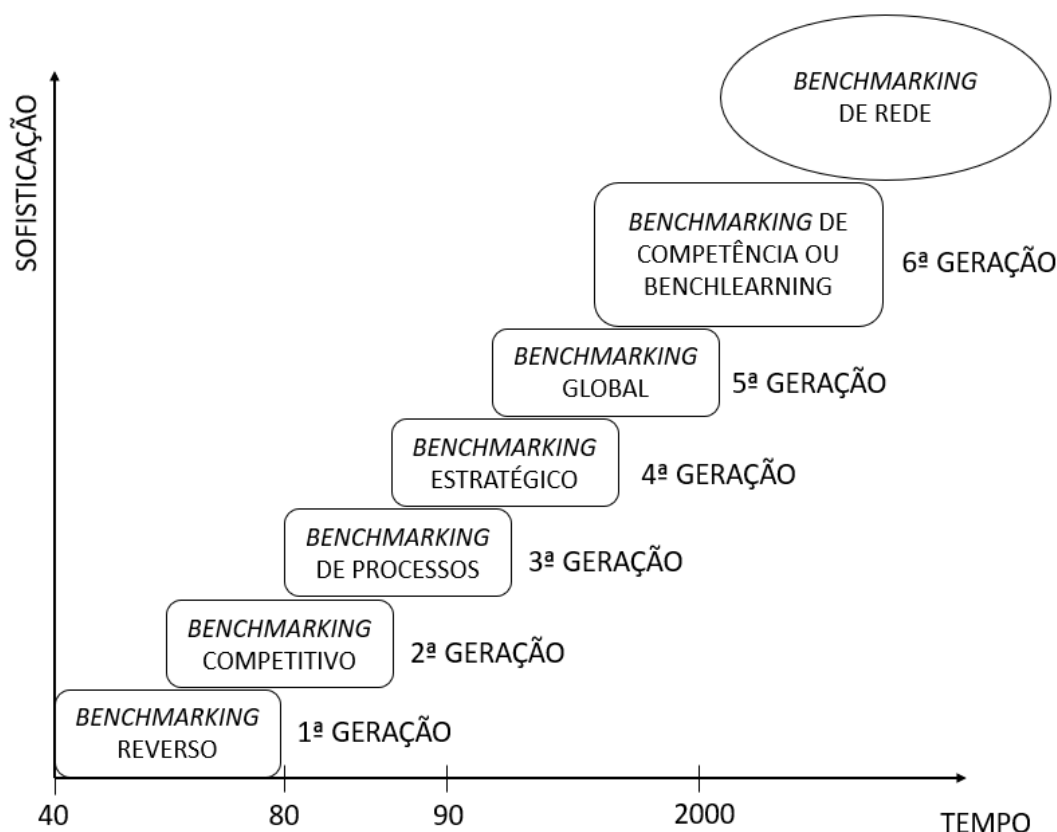 SOFISTICAÇÃO
BENCHMARKING
DE REDE
BENCHMARKING DE
COMPETÊNCIA OU
BENCHLEARNING
6ª GERAÇÃO
BENCHMARKING
GLOBAL
5ª GERAÇÃO
BENCHMARKING
ESTRATÉGICO
4ª GERAÇÃO
BENCHMARKING
DE PROCESSOS
3ª GERAÇÃO
BENCHMARKING
COMPETITIVO
2ª GERAÇÃO
BENCHMARKING
REVERSO
1ª GERAÇÃO
40
80
90
2000
TEMPO